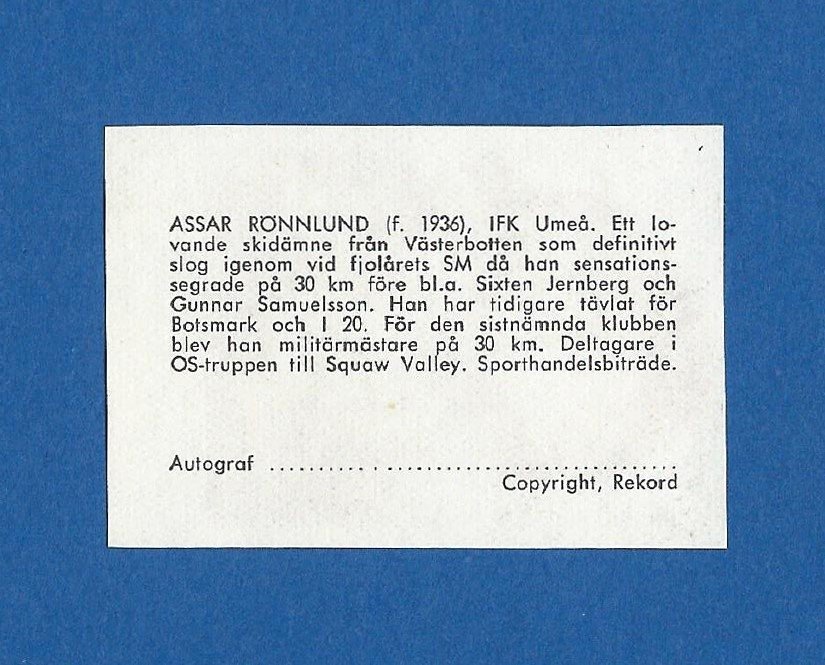 ASSAR RÖNNLUND (f. 1936), IFK Umeå. Ett lo-
vande skidämne från Västerbotten som definitivt
slog igenom vid fjolårets SM då han sensations-
segrade på 30 km före bl.a. Sixten Jernberg och
Gunnar Samuelsson. Han har tidigare tävlat för
Botsmark och I 20. För den sistnämnda klubben
blev han militärmästare på 30 km. Deltagare i
OS-truppen till Squaw Valley. Sporthandelsbiträde.
Autograf ..........................................
Copyright, Rekord